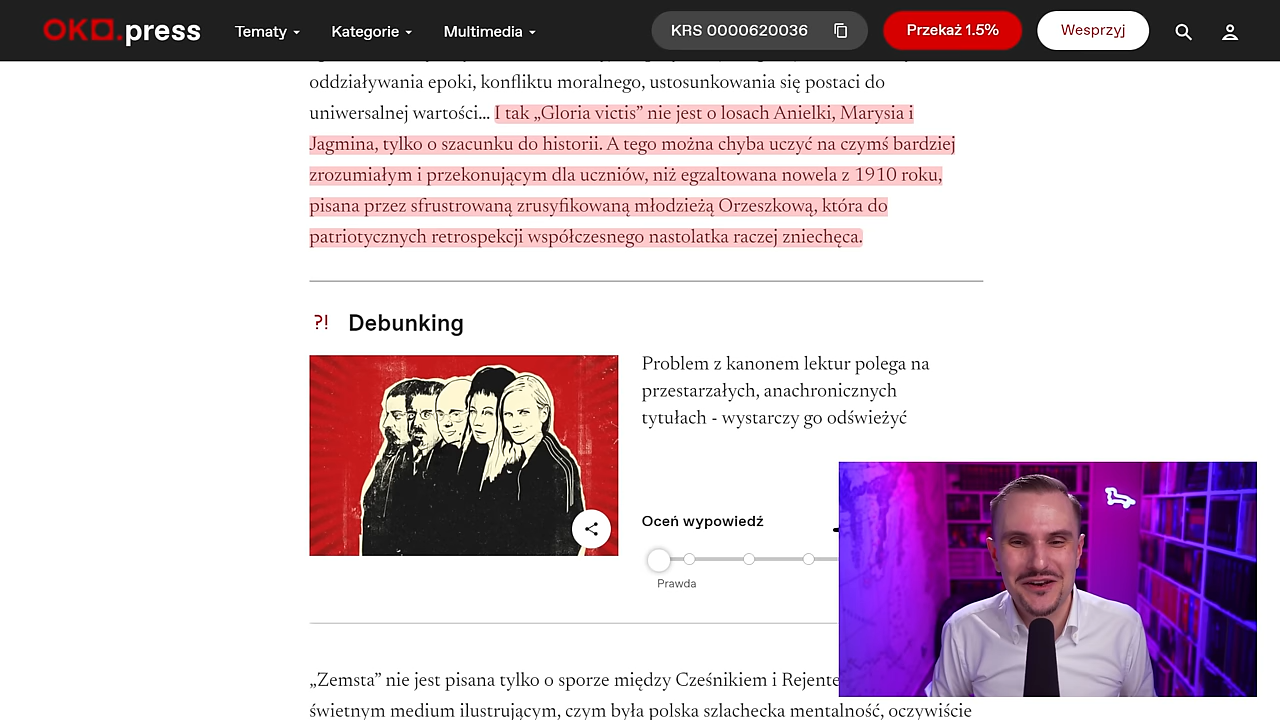 OKO.press
Tematy
Kategorie
Multimedia
KRS 0000620036
Przekaż 1.5%
Wesprzyj
oddziaływania epoki, konfliktu moralnego, ustosunkowania się postaci do
uniwersalnej wartości... I tak „Gloria victis” nie jest o losach Anielki, Marysia i
Jagmina, tylko o szacunku do historii. A tego można chyba uczyć na czymś bardziej
zrozumiałym i przekonującym dla uczniów, niż egzaltowana nowela z 1910 roku,
pisana przez sfrustrowaną zrusyfikowaną młodzieżą Orzeszkową, która do
patriotycznych retrospekcji współczesnego nastolatka raczej zniechęca.
?! Debunking
Problem z kanonem lektur polega na
przestarzałych, anachronicznych
tytułach - wystarczy go odświeżyć
Oceń wypowiedź
Prawda
„Zemsta” nie jest pisana tylko o sporze między Cześnikiem i Rejente
świetnym medium ilustrującym, czym była polska szlachecka mentalność, oczywiście